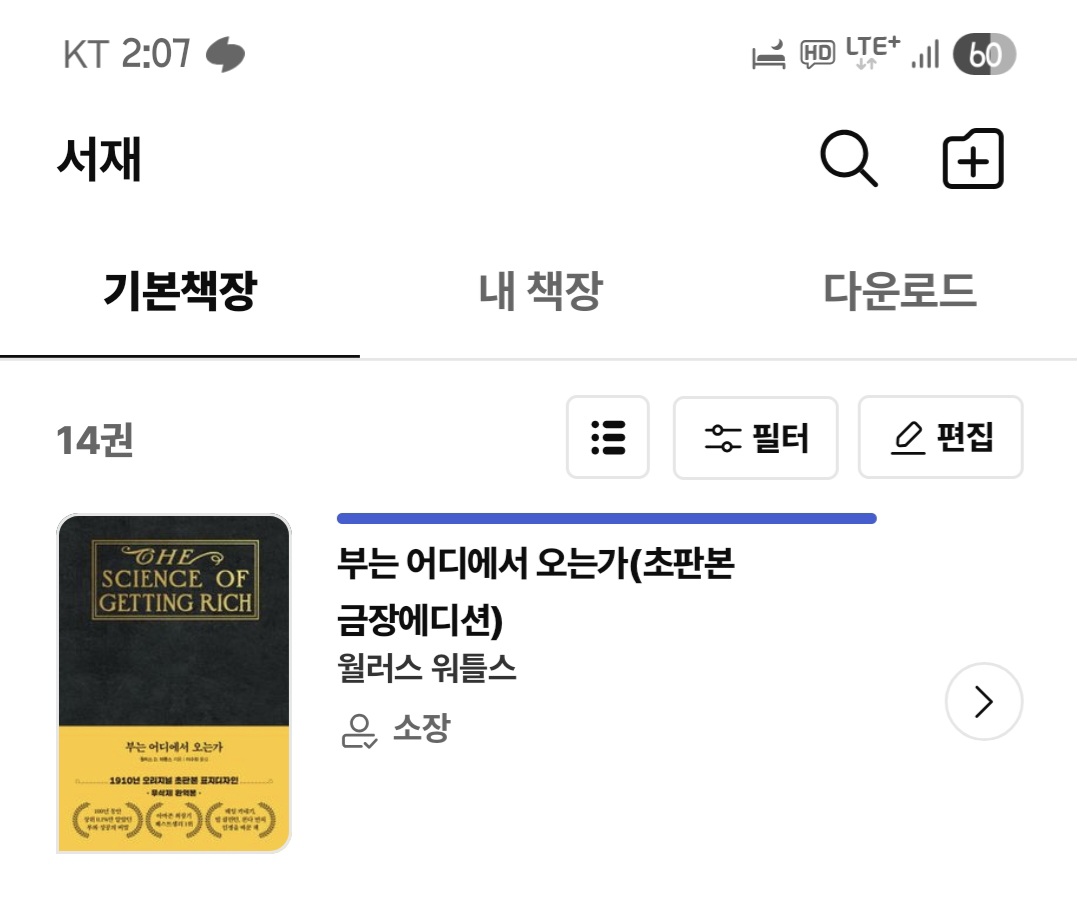 KT 2:07
HD LTE+ 60
서재
기본책장
내 책장
다운로드
14권
필터
편집
THE
SCIENCE OF
GETTING RICH
부는 어디에서 오는가
1910년 오리지널 초판본 표지디자인
· 무삭제 완역본 ·
부는 어디에서 오는가(초판본
금장에디션)
월러스 워틀스
소장